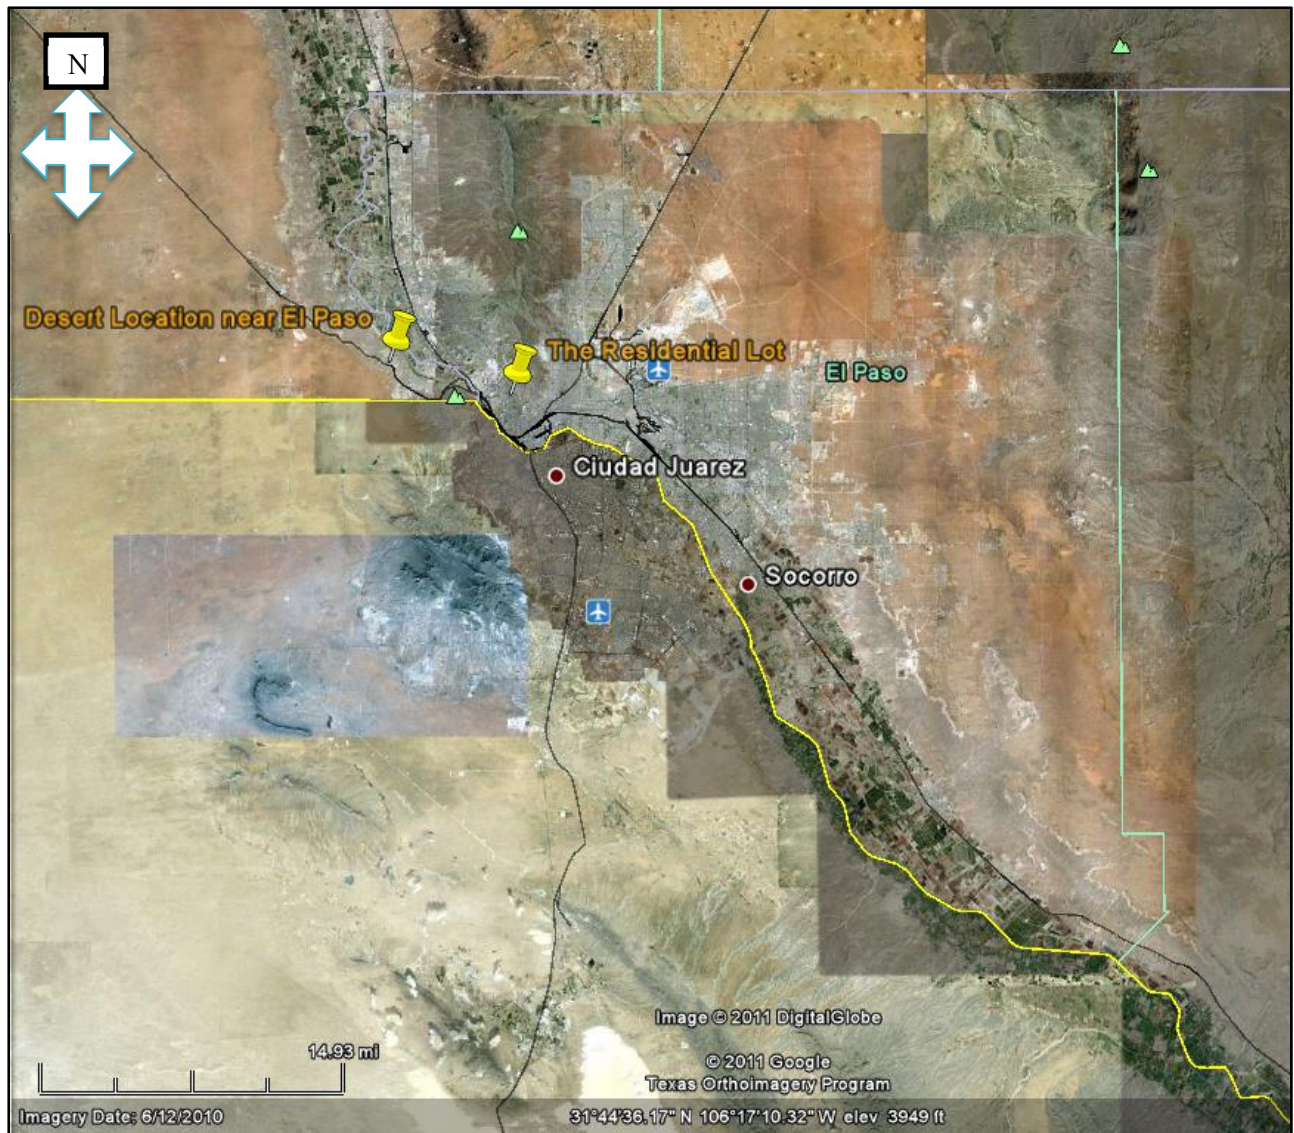 N
Desert Location near El Paso
The Residential Lot
El Paso
Ciudad Juarez
Socorro
Image © 2011 DigitalGlobe
14.93 mi
© 2011 Google
Texas Orthoimagery Program
Imagery Date: 6/12/2010
31°44'36.17" N 106°17'10.32" W elev 3949 ft